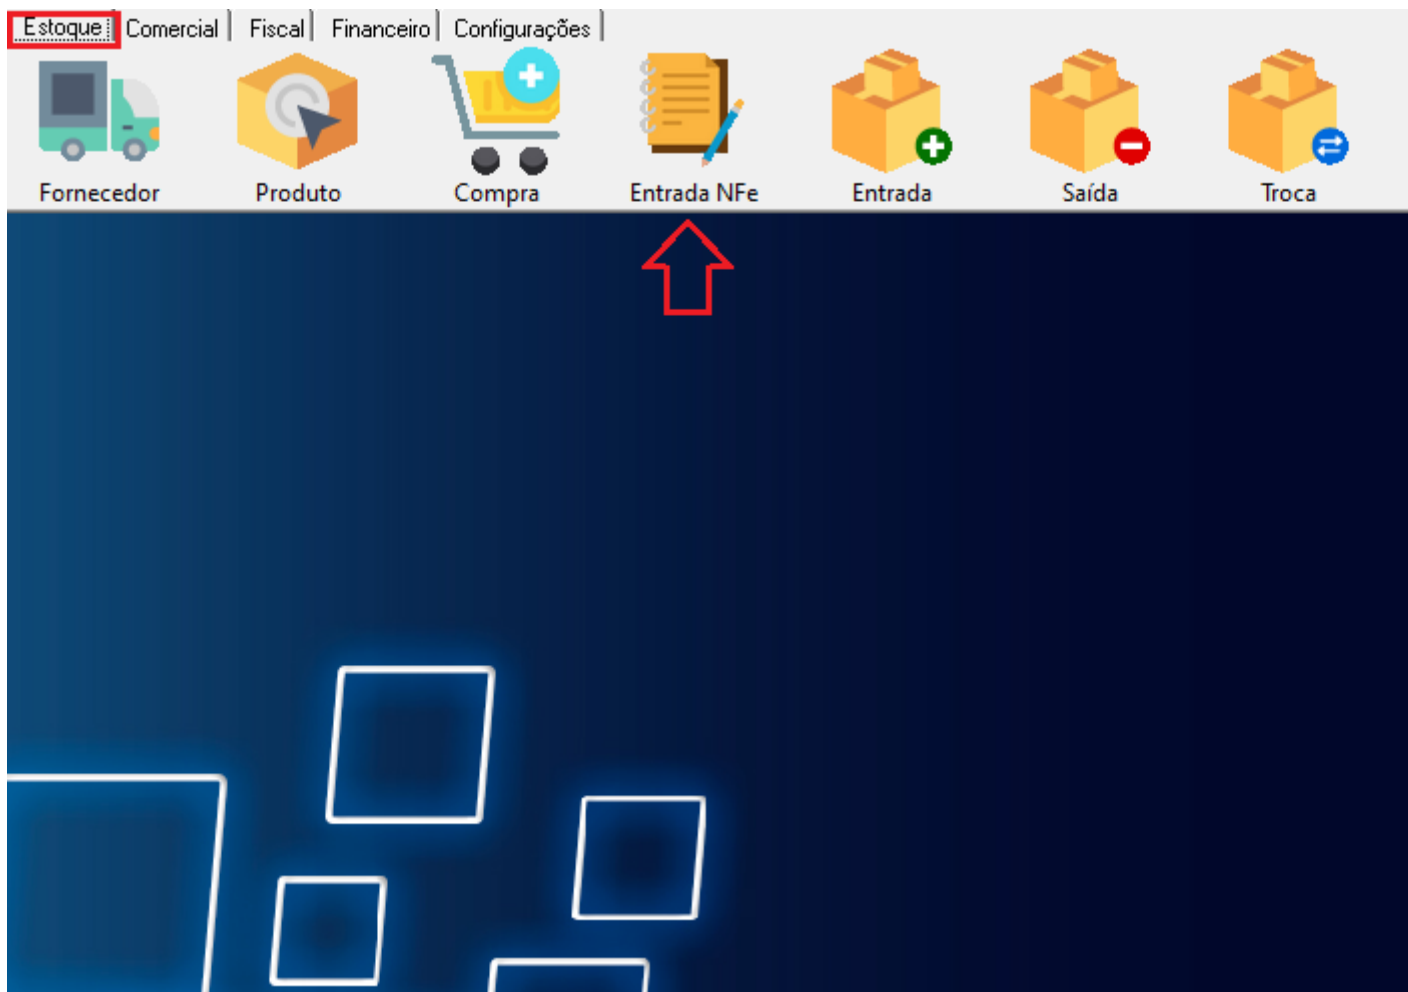 Estoque Comercial Fiscal Financeiro Configurações
Fornecedor Produto Compra Entrada NFe Entrada Saída Troca